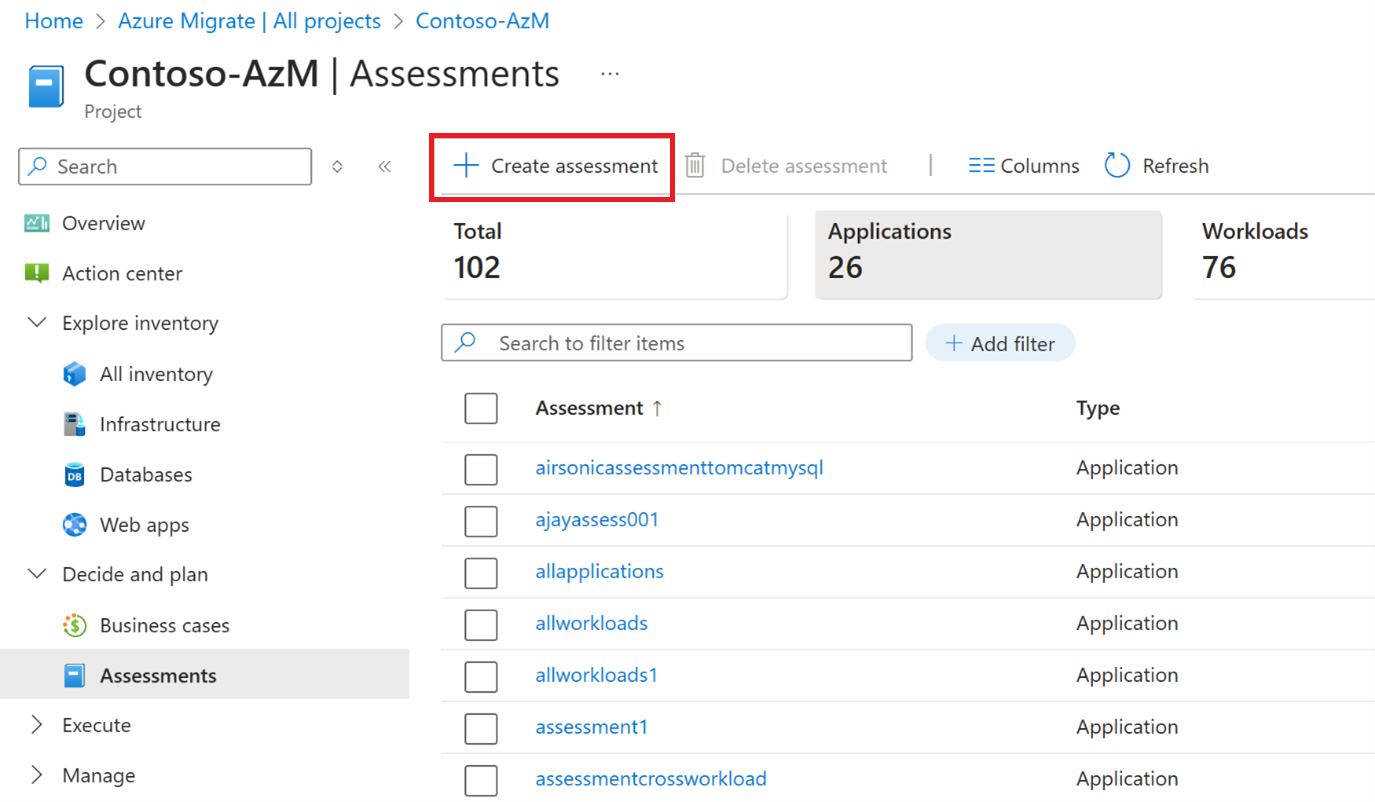 Home > Azure Migrate | All projects > Contoso-AzM
Contoso-AzM | Assessments ...
Project
Search
Overview
Action center
Explore inventory
All inventory
Infrastructure
DB Databases
Web apps
Decide and plan
Business cases
Assessments
Execute
Manage
+ Create assessment Delete assessment | Columns Refresh
Total Applications Workloads
102 26 76
Search to filter items + Add filter
Assessment ↑ Type
airsonicassessmenttomcatmysql Application
ajayassess001 Application
allapplications Application
allworkloads Application
allworkloads1 Application
assessment1 Application
assessmentcrossworkload Application